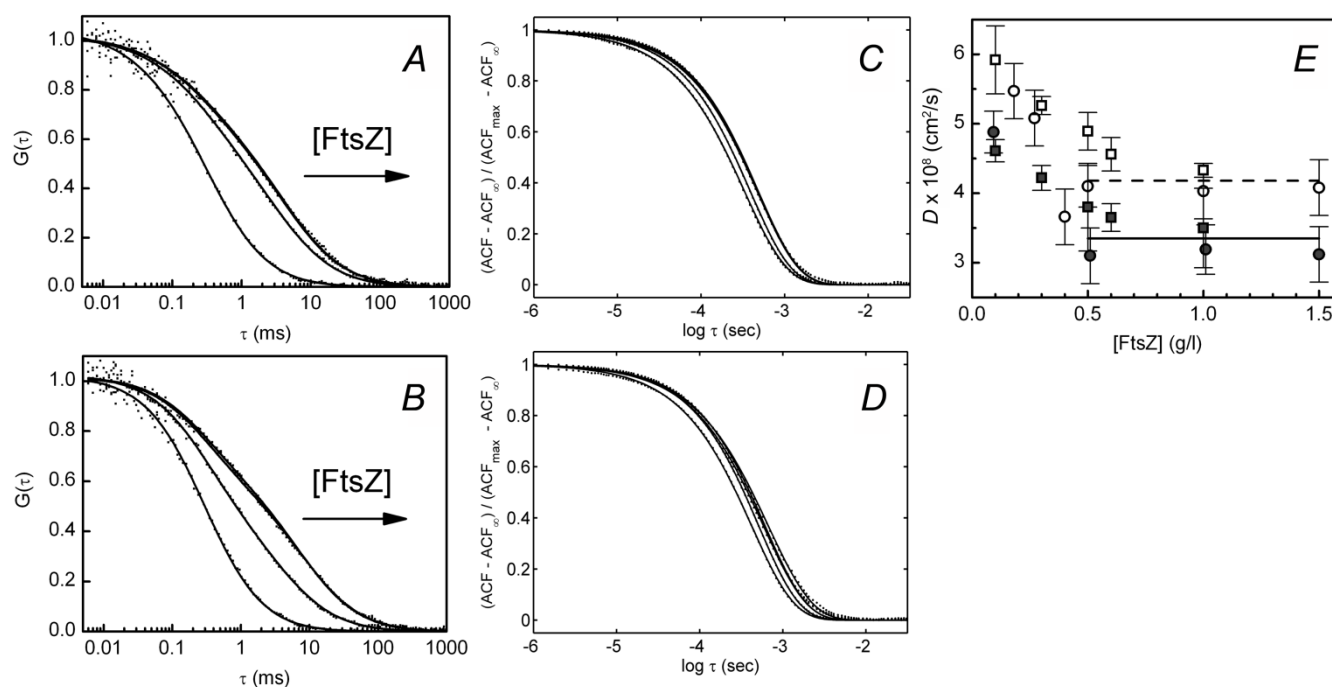 A
G(τ)
1.0
0.8
0.6
0.4
0.2
0.0
[FtsZ]
0.01 0.1 1 10 100 1000
τ (ms)
B
G(τ)
1.0
0.8
0.6
0.4
0.2
0.0
[FtsZ]
0.01 0.1 1 10 100 1000
τ (ms)
C
(ACF - ACF∞) / (ACFmax - ACF∞)
1
0.8
0.6
0.4
0.2
0
-6 -5 -4 -3 -2
log τ (sec)
D
(ACF - ACF∞) / (ACFmax - ACF∞)
1
0.8
0.6
0.4
0.2
0
-6 -5 -4 -3 -2
log τ (sec)
E
D x 10⁸ (cm²/s)
6
5
4
3
0.0 0.5 1.0 1.5
[FtsZ] (g/l)